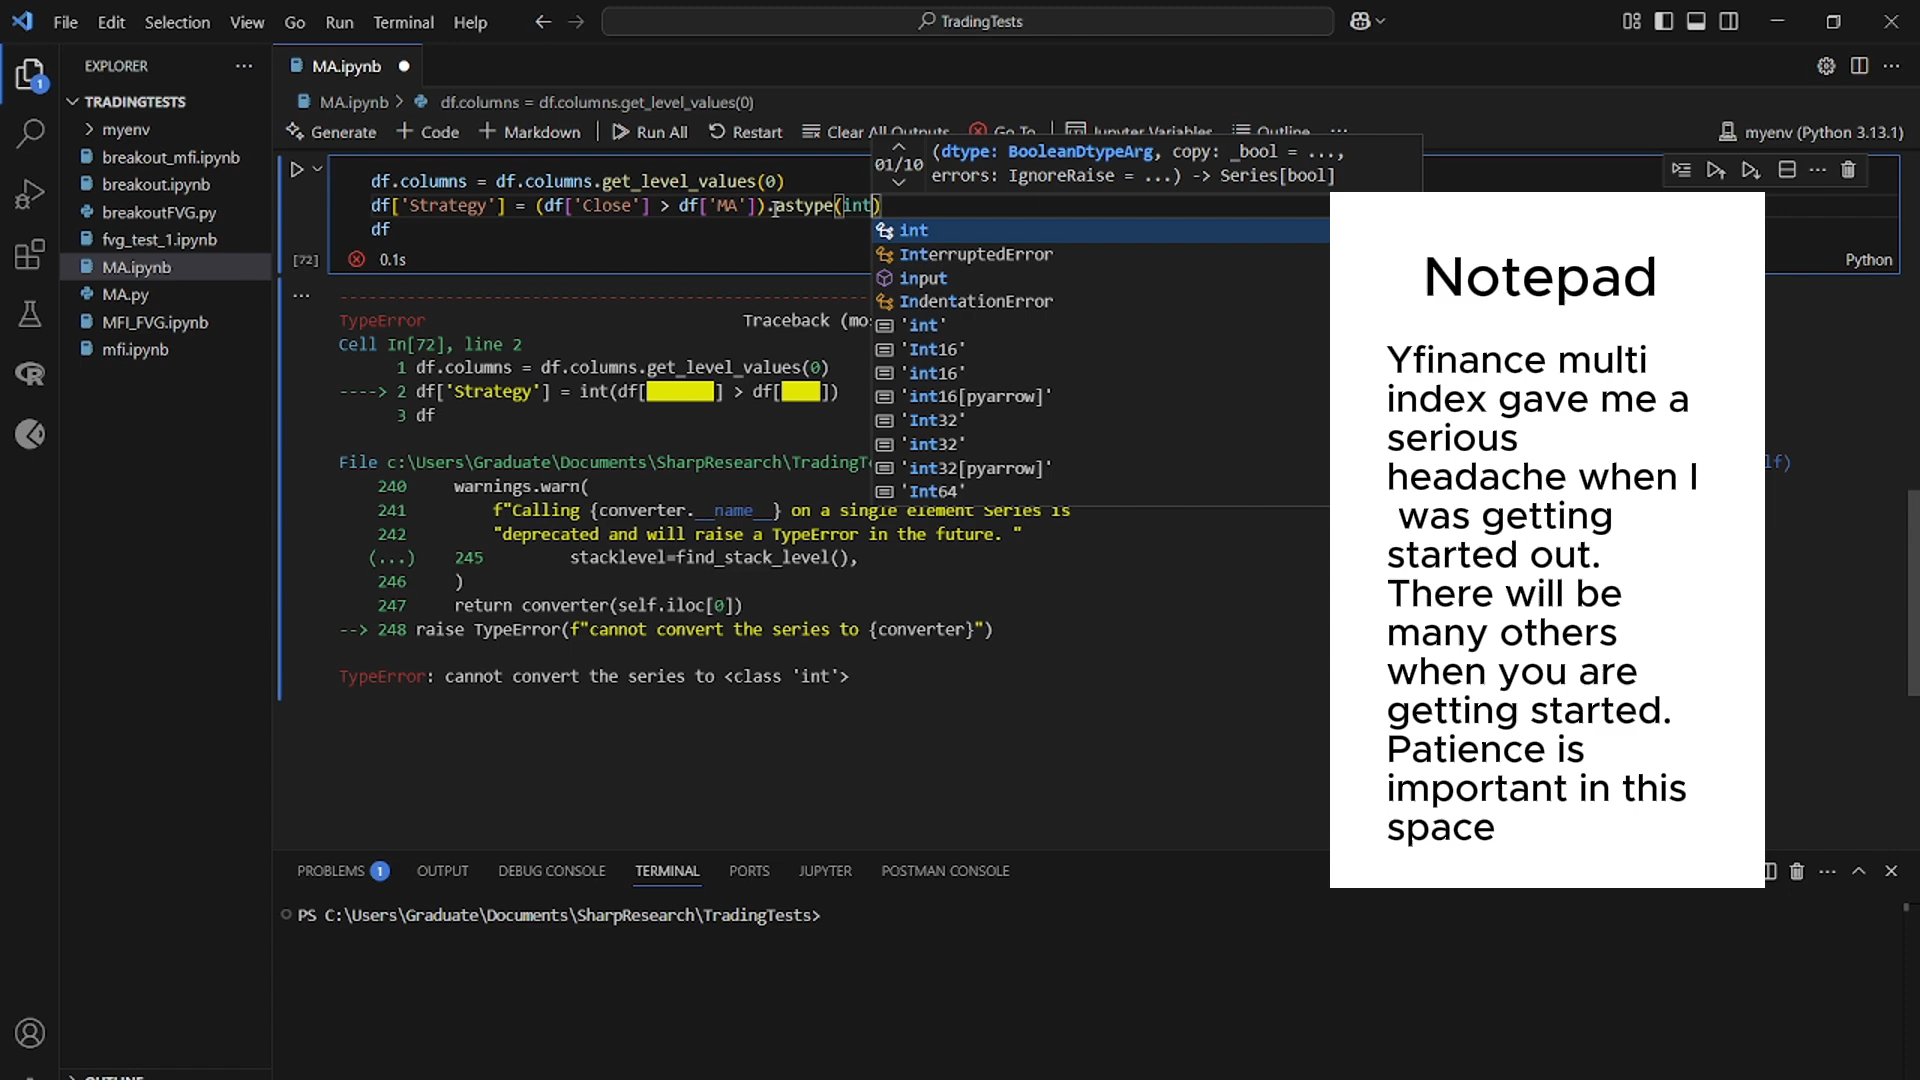 File Edit Selection View Go Run Terminal Help
TradingTests
EXPLORER
TRADINGTESTS
myenv
breakout_mfi.ipynb
breakout.ipynb
breakoutFVG.py
fvg_test_1.ipynb
MA.ipynb
MA.py
MFI_FVG.ipynb
mfi.ipynb
1
MA.ipynb
MA.ipynb > df.columns = df.columns.get_level_values(0)
Generate + Code + Markdown Run All Restart Clear All Outputs Go To Jupyter Variables Outline ...
myenv (Python 3.13.1)
01/10 (dtype: BooleanDtypeArg, copy: _bool = ...,
errors: IgnoreRaise = ...) -> Series[bool]
df.columns = df.columns.get_level_values(0)
df['Strategy'] = (df['Close'] > df['MA']).astype(int)
df
[72] 0.1s
Python
int
InterruptedError
input
IndentationError
'int'
'Int16'
'int16'
'int16[pyarrow]'
'Int32'
'int32'
'int32[pyarrow]'
'Int64'
TypeError Traceback (mo
Cell In[72], line 2
1 df.columns = df.columns.get_level_values(0)
----> 2 df['Strategy'] = int(df[ ] > df[ ])
3 df
File c:\Users\Graduate\Documents\SharpResearch\TradingT lf)
240 warnings.warn(
241 f"Calling {converter.__name__} on a single element Series is
242 "deprecated and will raise a TypeError in the future. "
(...) 245 stacklevel=find_stack_level(),
246 )
247 return converter(self.iloc[0])
--> 248 raise TypeError(f"cannot convert the series to {converter}")
TypeError: cannot convert the series to <class 'int'>
Notepad
Yfinance multi
index gave me a
serious
headache when I
was getting
started out.
There will be
many others
when you are
getting started.
Patience is
important in this
space
PROBLEMS 1 OUTPUT DEBUG CONSOLE TERMINAL PORTS JUPYTER POSTMAN CONSOLE
PS C:\Users\Graduate\Documents\SharpResearch\TradingTests>
OUTLINE